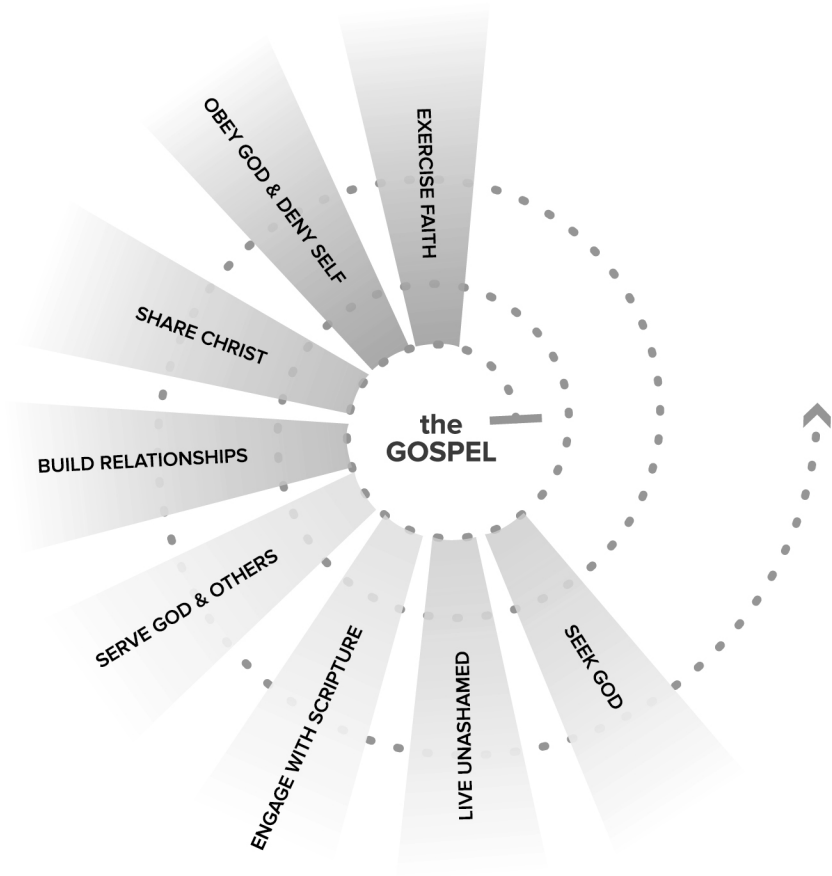 EXERCISE FAITH
OBEY GOD & DENY SELF
SHARE CHRIST
BUILD RELATIONSHIPS
SERVE GOD & OTHERS
ENGAGE WITH SCRIPTURE
LIVE UNASHAMED
SEEK GOD
the
GOSPEL